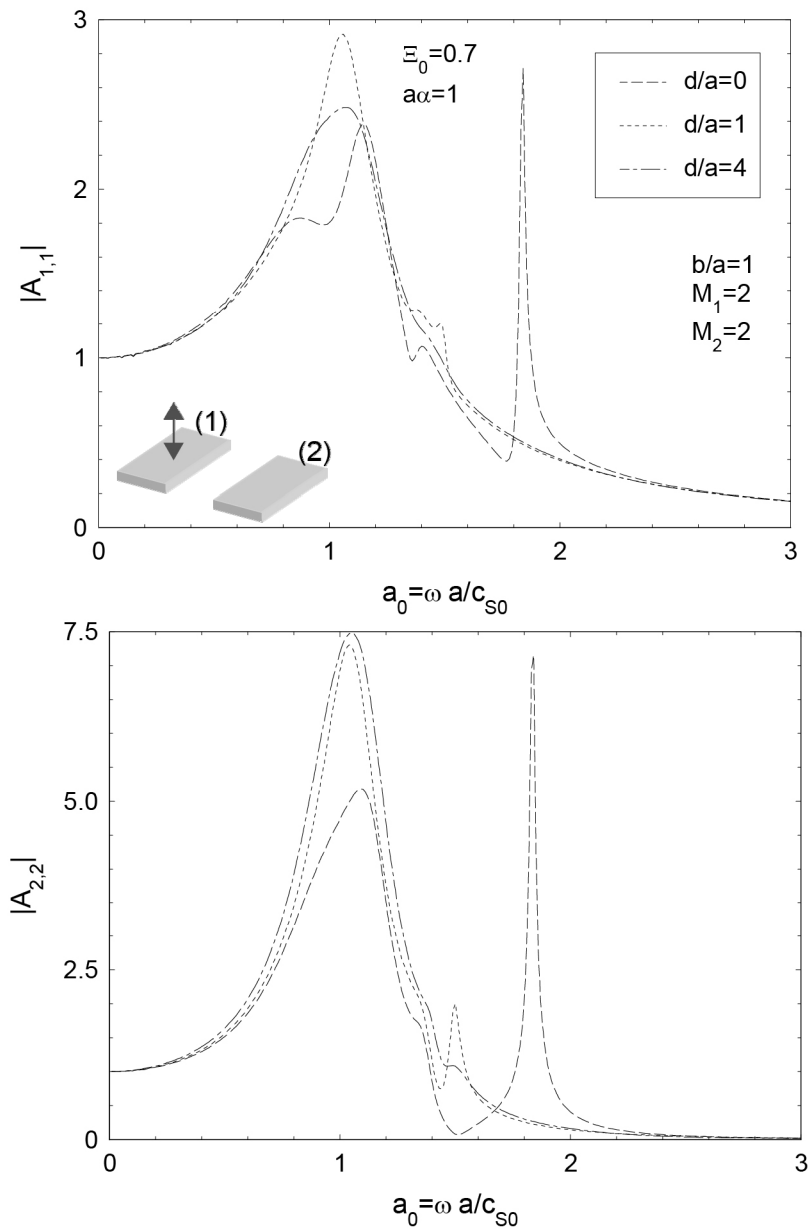 3
Ξ₀=0.7
aα=1
d/a=0
d/a=1
d/a=4
2
|A₁,₁|
b/a=1
M₁=2
M₂=2
1
(1)
(2)
0
0 1 2 3
a₀=ω a/c_S0
7.5
5.0
|A₂,₂|
2.5
0
0 1 2 3
a₀=ω a/c_S0